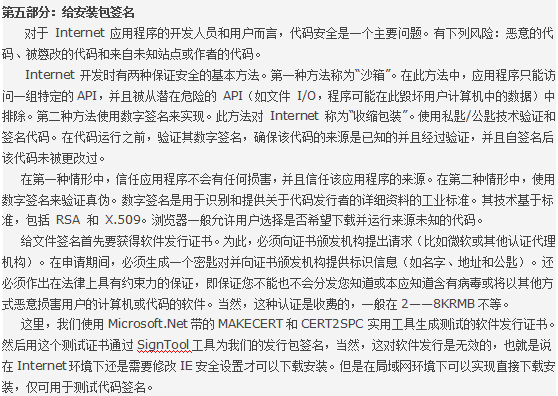 第五部分：给安装包签名
对于 Internet 应用程序的开发人员和用户而言，代码安全是一个主要问题。有下列风险：恶意的代
码、被篡改的代码和来自未知站点或作者的代码。
Internet 开发时有两种保证安全的基本方法。第一种方法称为“沙箱”。在此方法中，应用程序只能访
问一组特定的 API，并且被从潜在危险的 API（如文件 I/O，程序可能在此毁坏用户计算机中的数据）中
排除。第二种方法使用数字签名来实现。此方法对 Internet 称为“收缩包装”。使用私匙/公匙技术验证和
签名代码。在代码运行之前，验证其数字签名，确保该代码的来源是已知的并且经过验证，并且自签名后
该代码未被更改过。
在第一种情形中，信任应用程序不会有任何损害，并且信任该应用程序的来源。在第二种情形中，使用
数字签名来验证真伪。数字签名是用于识别和提供关于代码发行者的详细资料的工业标准。其技术基于标
准，包括 RSA 和 X.509。浏览器一般允许用户选择是否希望下载并运行来源未知的代码。
给文件签名首先要获得软件发行证书。为此，必须向证书颁发机构提出请求（比如微软或其他认证代理
机构）。在申请期间，必须生成一个密匙对并向证书颁发机构提供标识信息（如名字、地址和公匙）。还
必须作出在法律上具有约束力的保证，即保证您不能也不会分发您知道或本应知道含有病毒或将以其他方
式恶意损害用户的计算机或代码的软件。当然，这种认证是收费的，一般在 2——8KRMB 不等。
这里，我们使用 Microsoft.Net 带的 MAKECERT 和 CERT2SPC 实用工具生成测试的软件发行证书。
然后用这个测试证书通过 SignTool 工具为我们的发行包签名，当然，这对软件发行是无效的，也就是说
在 Internet 环境下还是需要修改 IE 安全设置才可以下载安装。但是在局域网环境下可以实现直接下载安
装，仅可用于测试代码签名。